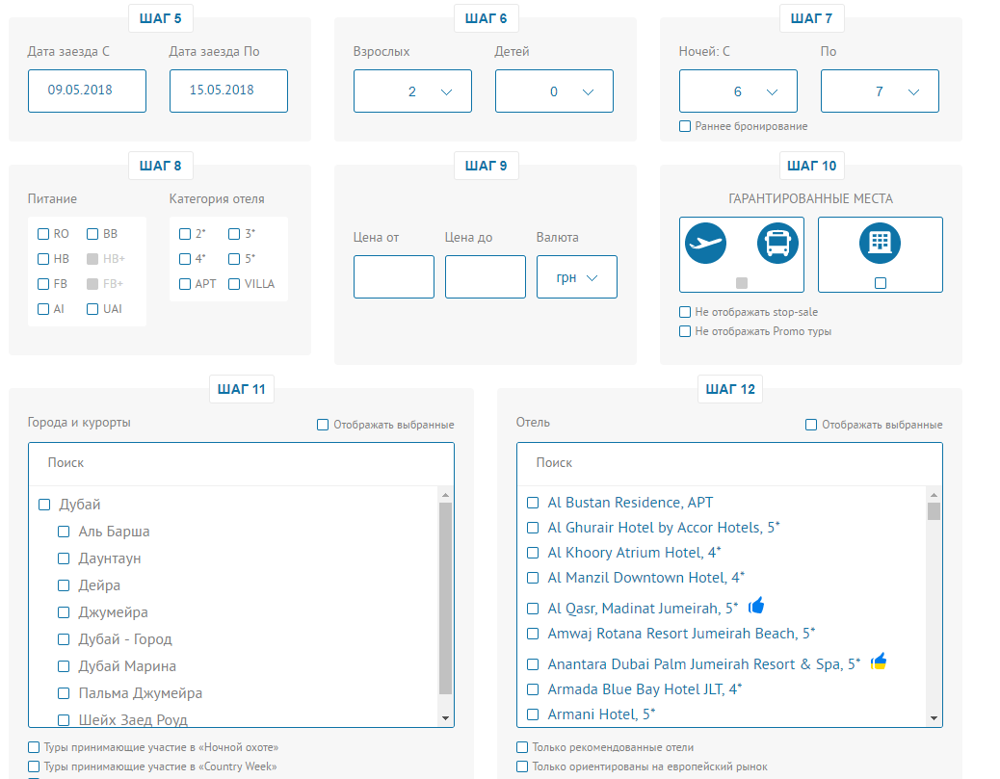 ШАГ 5
Дата заезда С Дата заезда По
09.05.2018 15.05.2018
ШАГ 6
Взрослых Детей
2 0
ШАГ 7
Ночей: С По
6 7
Раннее бронирование
ШАГ 8
Питание Категория отеля
RO BB 2* 3*
HB HB+ 4* 5*
FB FB+ APT VILLA
AI UAI
ШАГ 9
Цена от Цена до Валюта
грн
ШАГ 10
ГАРАНТИРОВАННЫЕ МЕСТА
Не отображать stop-sale
Не отображать Promo туры
ШАГ 11
Города и курорты Отображать выбранные
Поиск
Дубай
Аль Барша
Даунтаун
Дейра
Джумейра
Дубай - Город
Дубай Марина
Пальма Джумейра
Шейх Заед Роуд
Туры принимающие участие в «Ночной охоте»
Туры принимающие участие в «Country Week»
ШАГ 12
Отель Отображать выбранные
Поиск
Al Bustan Residence, APT
Al Ghurair Hotel by Accor Hotels, 5*
Al Khoory Atrium Hotel, 4*
Al Manzil Downtown Hotel, 4*
Al Qasr, Madinat Jumeirah, 5*
Amwaj Rotana Resort Jumeirah Beach, 5*
Anantara Dubai Palm Jumeirah Resort & Spa, 5*
Armada Blue Bay Hotel JLT, 4*
Armani Hotel, 5*
Только рекомендованные отели
Только ориентированы на европейский рынок